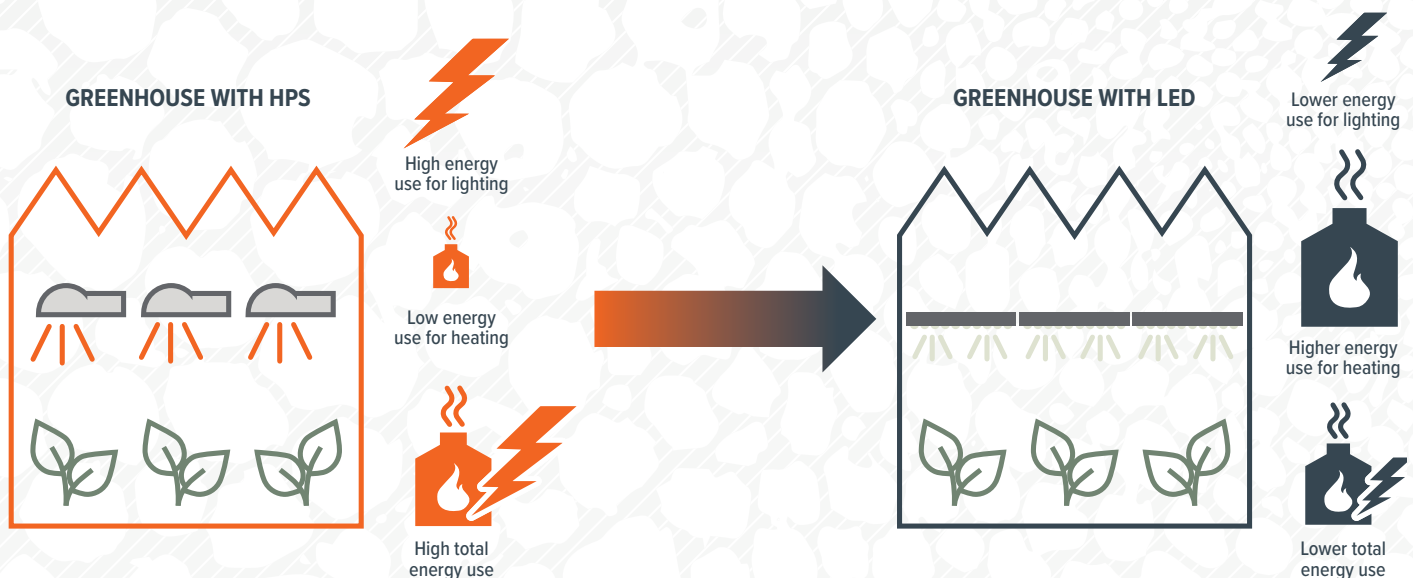 GREENHOUSE WITH HPS
High energy
use for lighting
Low energy
use for heating
High total
energy use
GREENHOUSE WITH LED
Lower energy
use for lighting
Higher energy
use for heating
Lower total
energy use